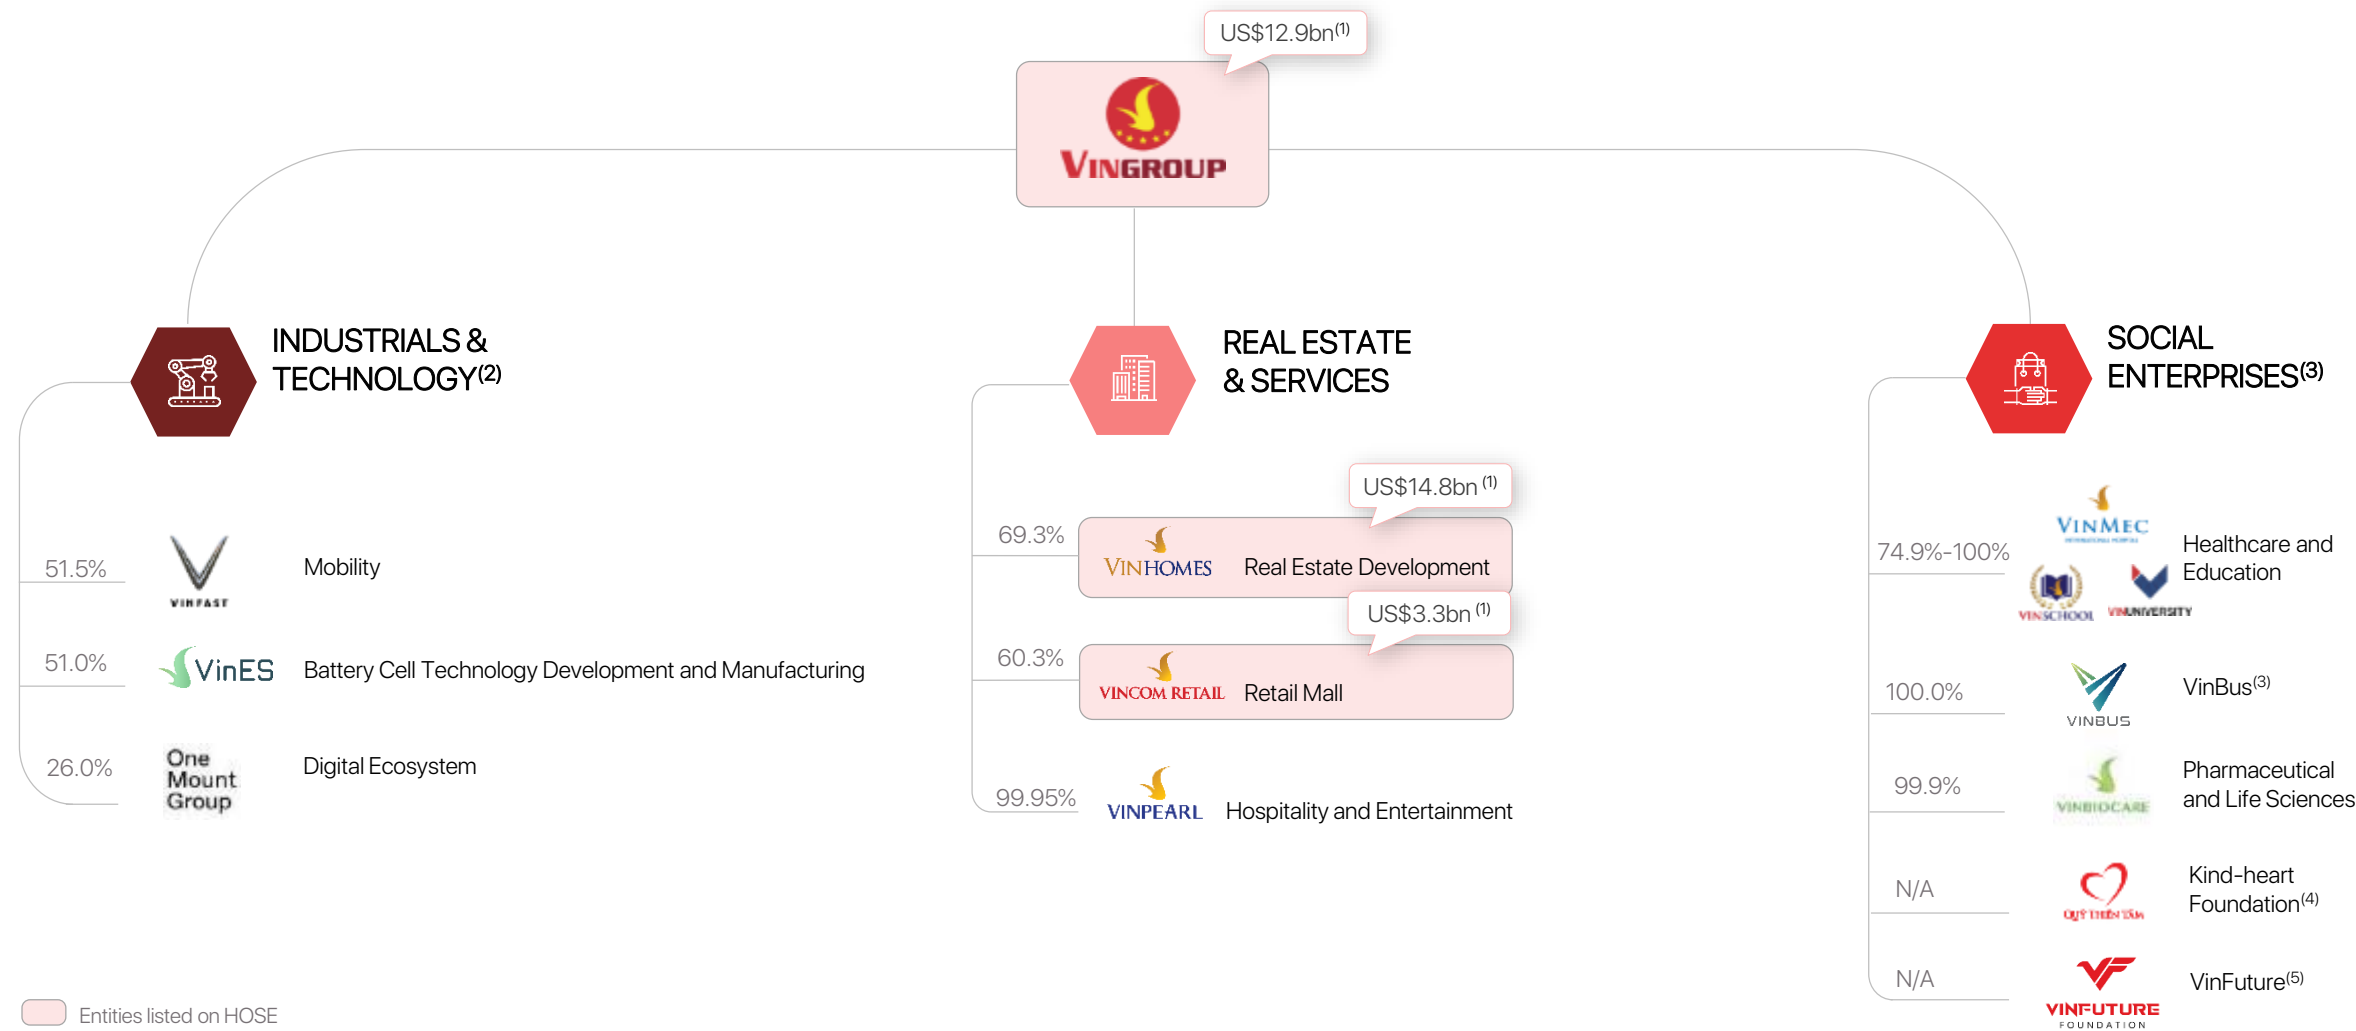 US$12.9bn(1)
VINGROUP
INDUSTRIALS &
TECHNOLOGY(2)
51.5%
VINFAST
Mobility
51.0%
VinES
Battery Cell Technology Development and Manufacturing
26.0%
One
Mount
Group
Digital Ecosystem
REAL ESTATE
& SERVICES
US$14.8bn (1)
69.3%
VINHOMES
Real Estate Development
US$3.3bn (1)
60.3%
VINCOM RETAIL
Retail Mall
99.95%
VINPEARL
Hospitality and Entertainment
SOCIAL
ENTERPRISES(3)
74.9%-100%
VINMEC
VINSCHOOL
VINUNIVERSITY
Healthcare and
Education
100.0%
VINBUS
VinBus(3)
99.9%
VINBIOCARE
Pharmaceutical
and Life Sciences
N/A
QUỸ THIỆN TÂM
Kind-heart
Foundation(4)
N/A
VINFUTURE
FOUNDATION
VinFuture(5)
Entities listed on HOSE